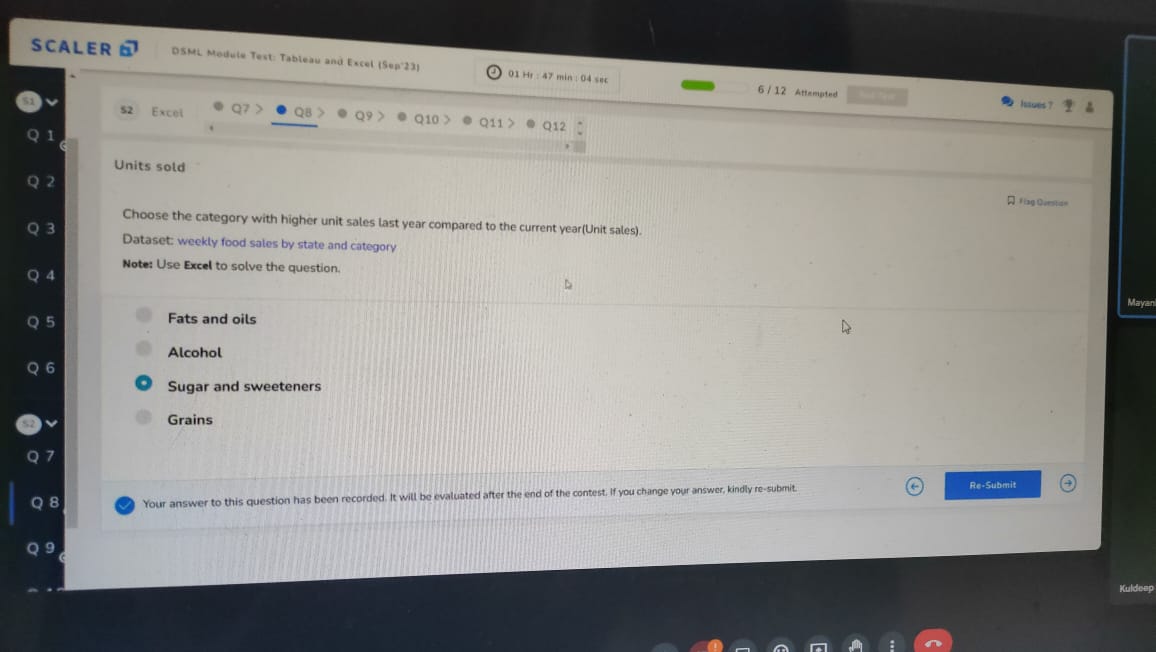 SCALER
DSML Module Test: Tableau and Excel (Sep'23)
01 Hr : 47 min : 04 sec
6 / 12 Attempted
Issues ?
S1
S2 Excel Q7 > Q8 > Q9 > Q10 > Q11 > Q12
Q 1
Units sold
Q 2
Flag Question
Choose the category with higher unit sales last year compared to the current year(Unit sales).
Q 3
Dataset: weekly food sales by state and category
Note: Use Excel to solve the question.
Q 4
Mayan
Fats and oils
Q 5
Alcohol
Q 6
Sugar and sweeteners
Grains
S2
Q 7
Your answer to this question has been recorded. It will be evaluated after the end of the contest. If you change your answer, kindly re-submit.
Re-Submit
Q 8
Q 9
Kuldeep